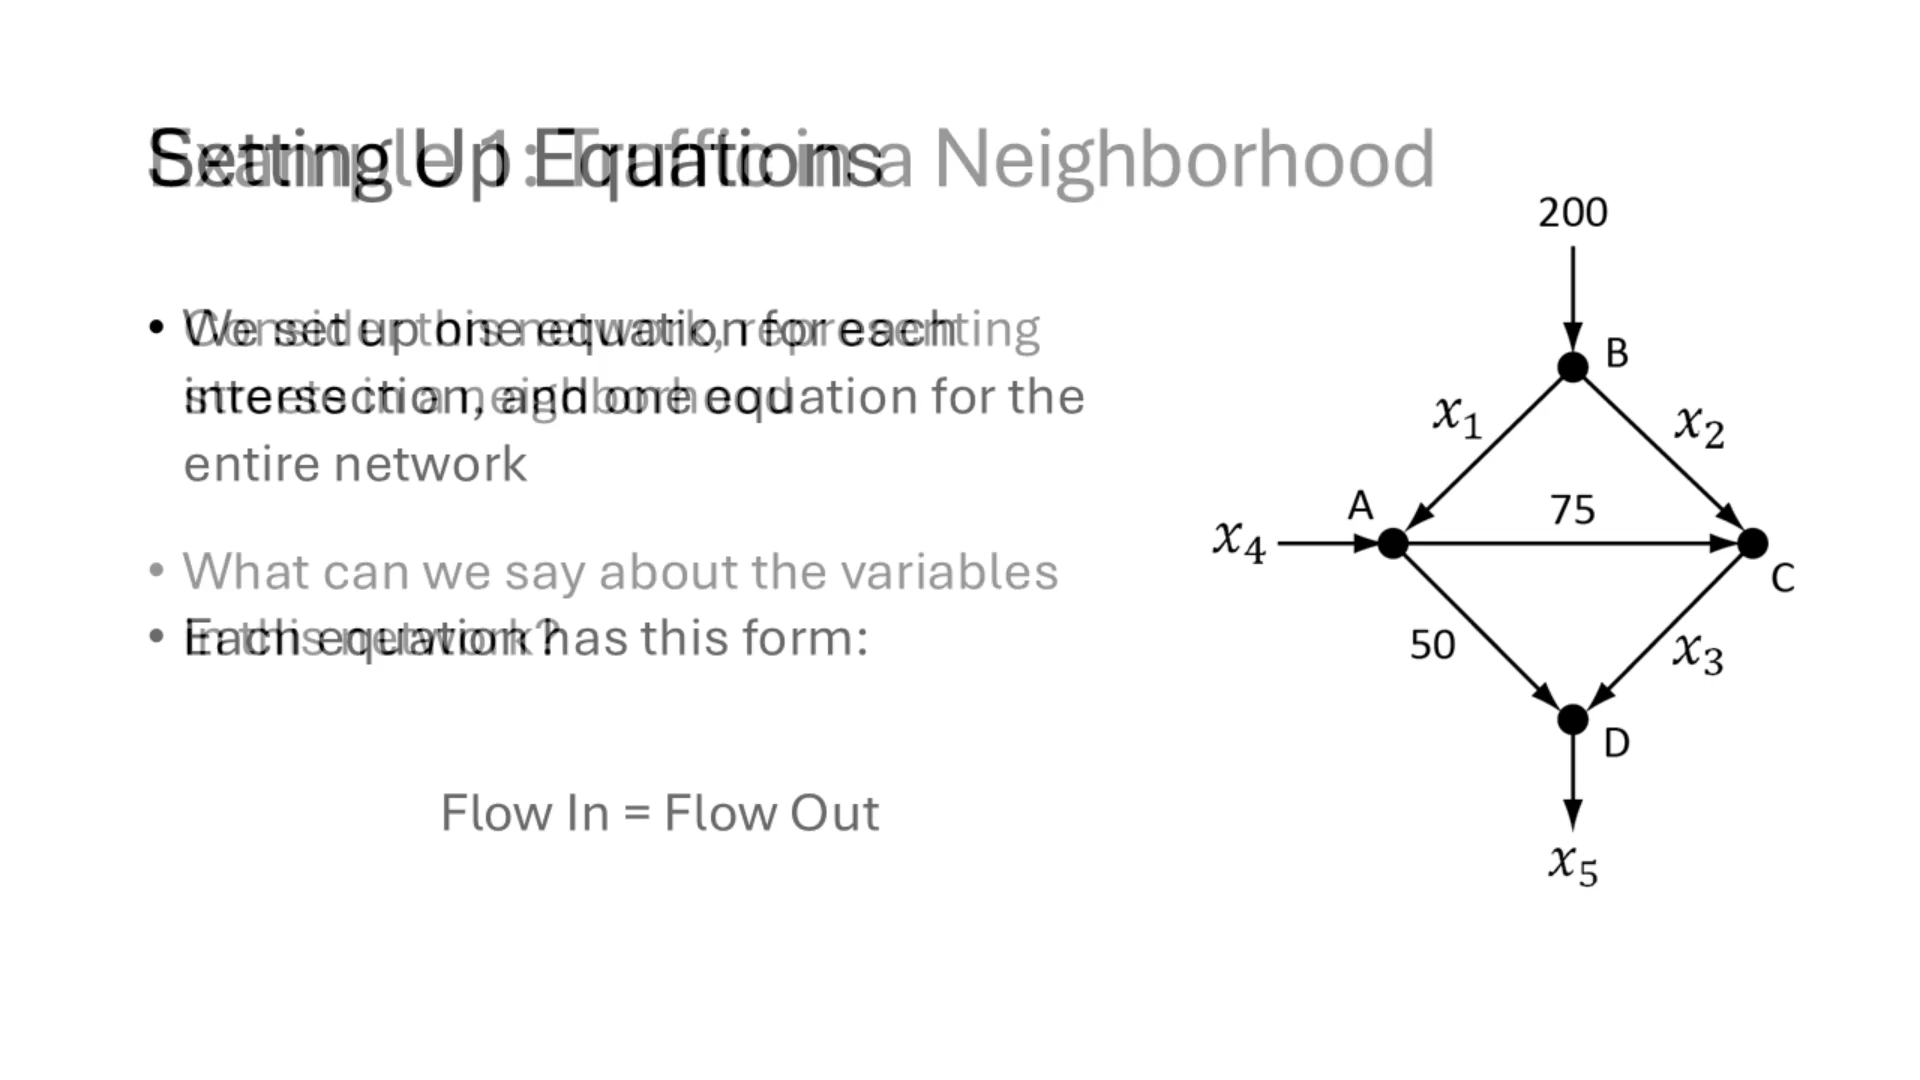 Setting Up Equations
Example 1: Traffic in a Neighborhood
• We set up one equation for each
intersection, and one equation for the
entire network
• Consider this network, representing
streets in a neighborhood
• What can we say about the variables
in this network?
• Each equation has this form:
Flow In = Flow Out
200
B
x₁
x₂
A
75
x₄
C
50
x₃
D
x₅